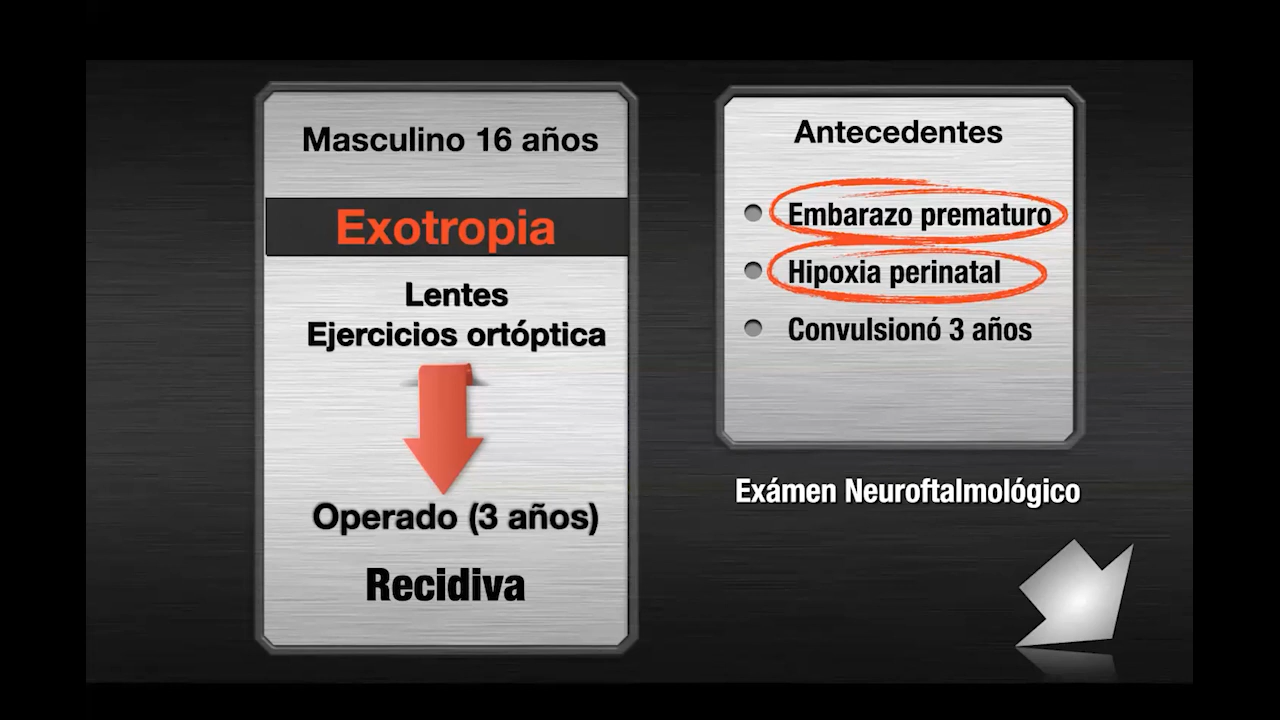 Masculino 16 años
Exotropia
Lentes
Ejercicios ortóptica
Operado (3 años)
Recidiva
Antecedentes
Embarazo prematuro
Hipoxia perinatal
Convulsionó 3 años
Exámen Neuroftalmológico